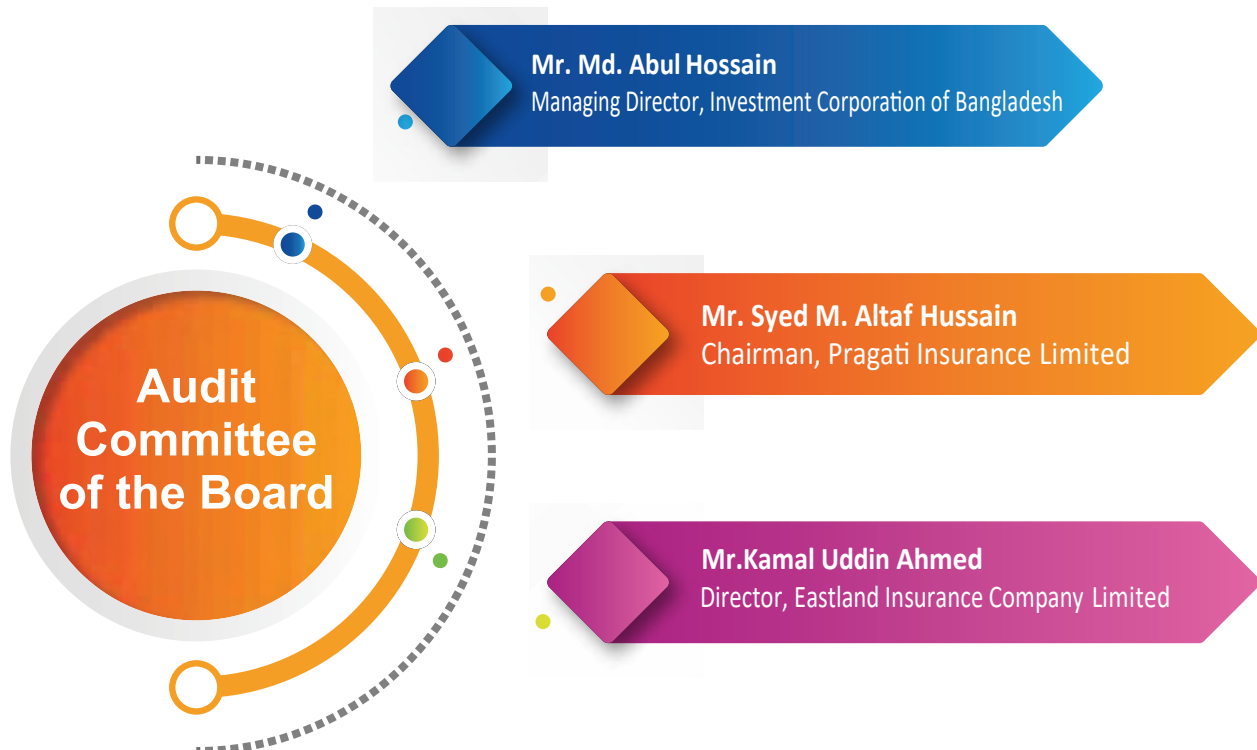 Mr. Md. Abul Hossain
Managing Director, Investment Corporation of Bangladesh
Mr. Syed M. Altaf Hussain
Chairman, Pragati Insurance Limited
Audit
Committee
of the Board
Mr.Kamal Uddin Ahmed
Director, Eastland Insurance Company Limited